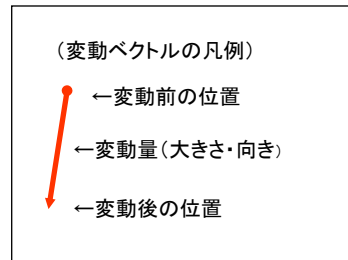 （変動ベクトルの凡例）
←変動前の位置
←変動量（大きさ・向き）
←変動後の位置